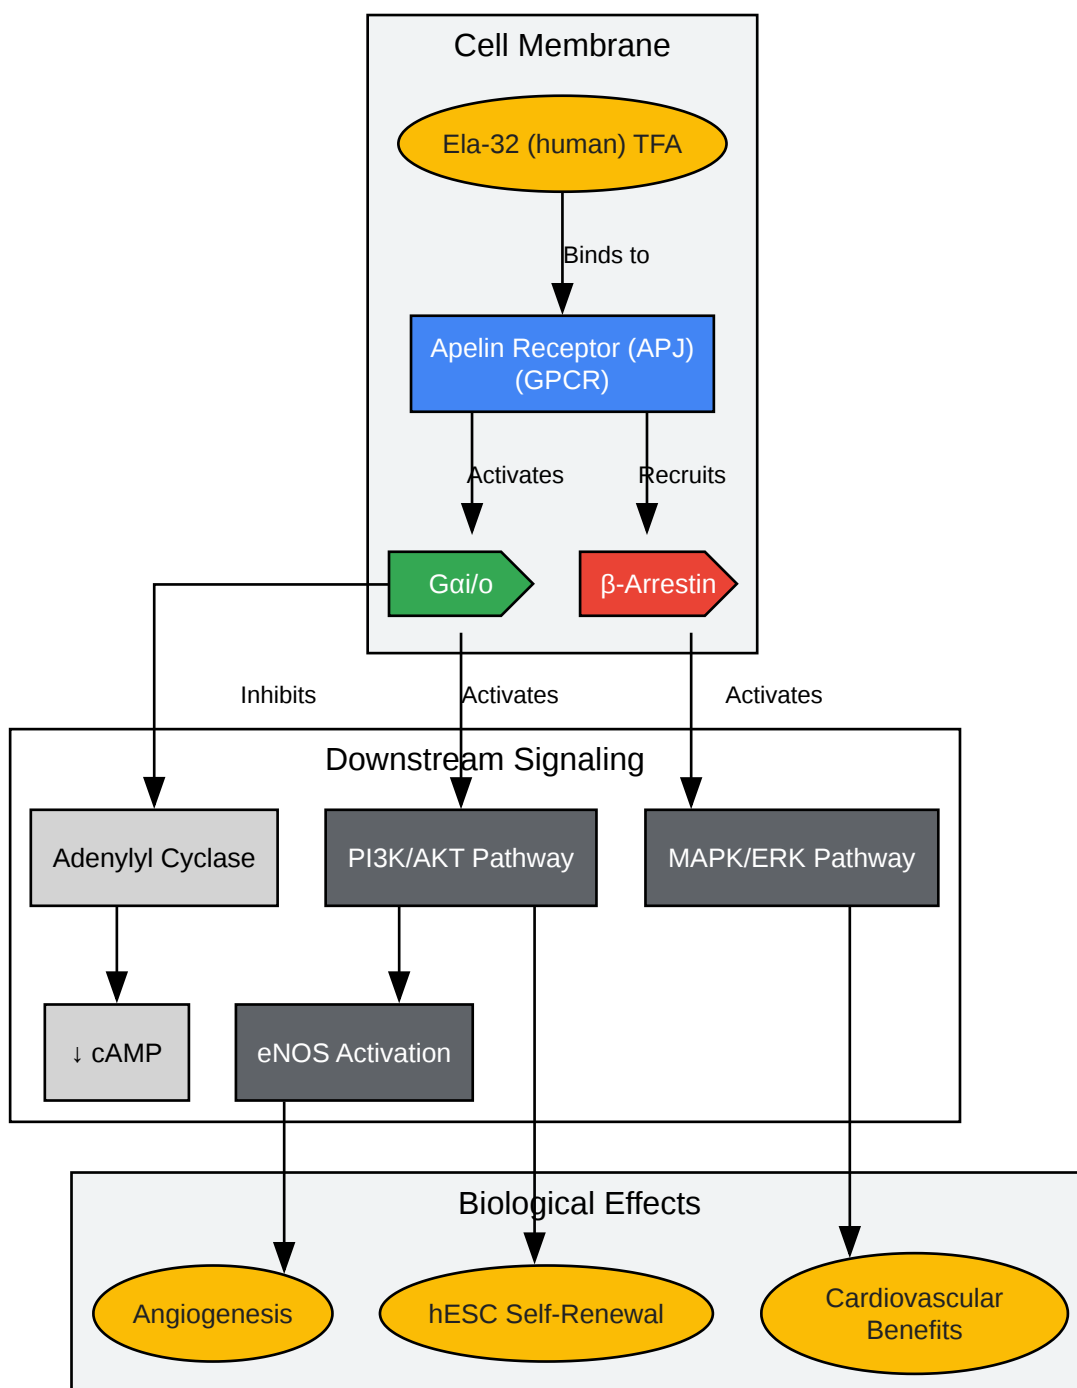 Cell Membrane
Ela-32 (human) TFA
Binds to
Apelin Receptor (APJ)
(GPCR)
Activates
Recruits
Gαi/o
β-Arrestin
Inhibits
Activates
Activates
Downstream Signaling
Adenylyl Cyclase
PI3K/AKT Pathway
MAPK/ERK Pathway
↓ cAMP
eNOS Activation
Biological Effects
Angiogenesis
hESC Self-Renewal
Cardiovascular
Benefits